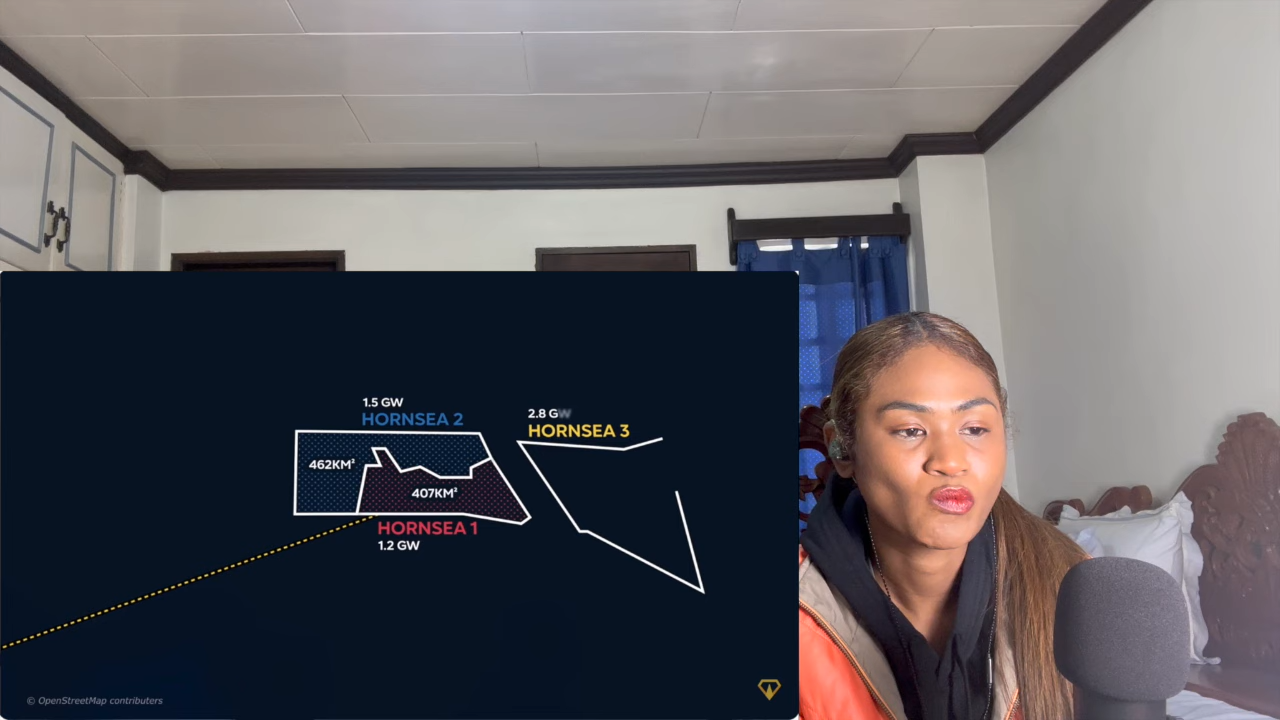 1.5 GW
HORNSEA 2
2.8 GW
HORNSEA 3
462KM²
407KM²
HORNSEA 1
1.2 GW
© OpenStreetMap contributors